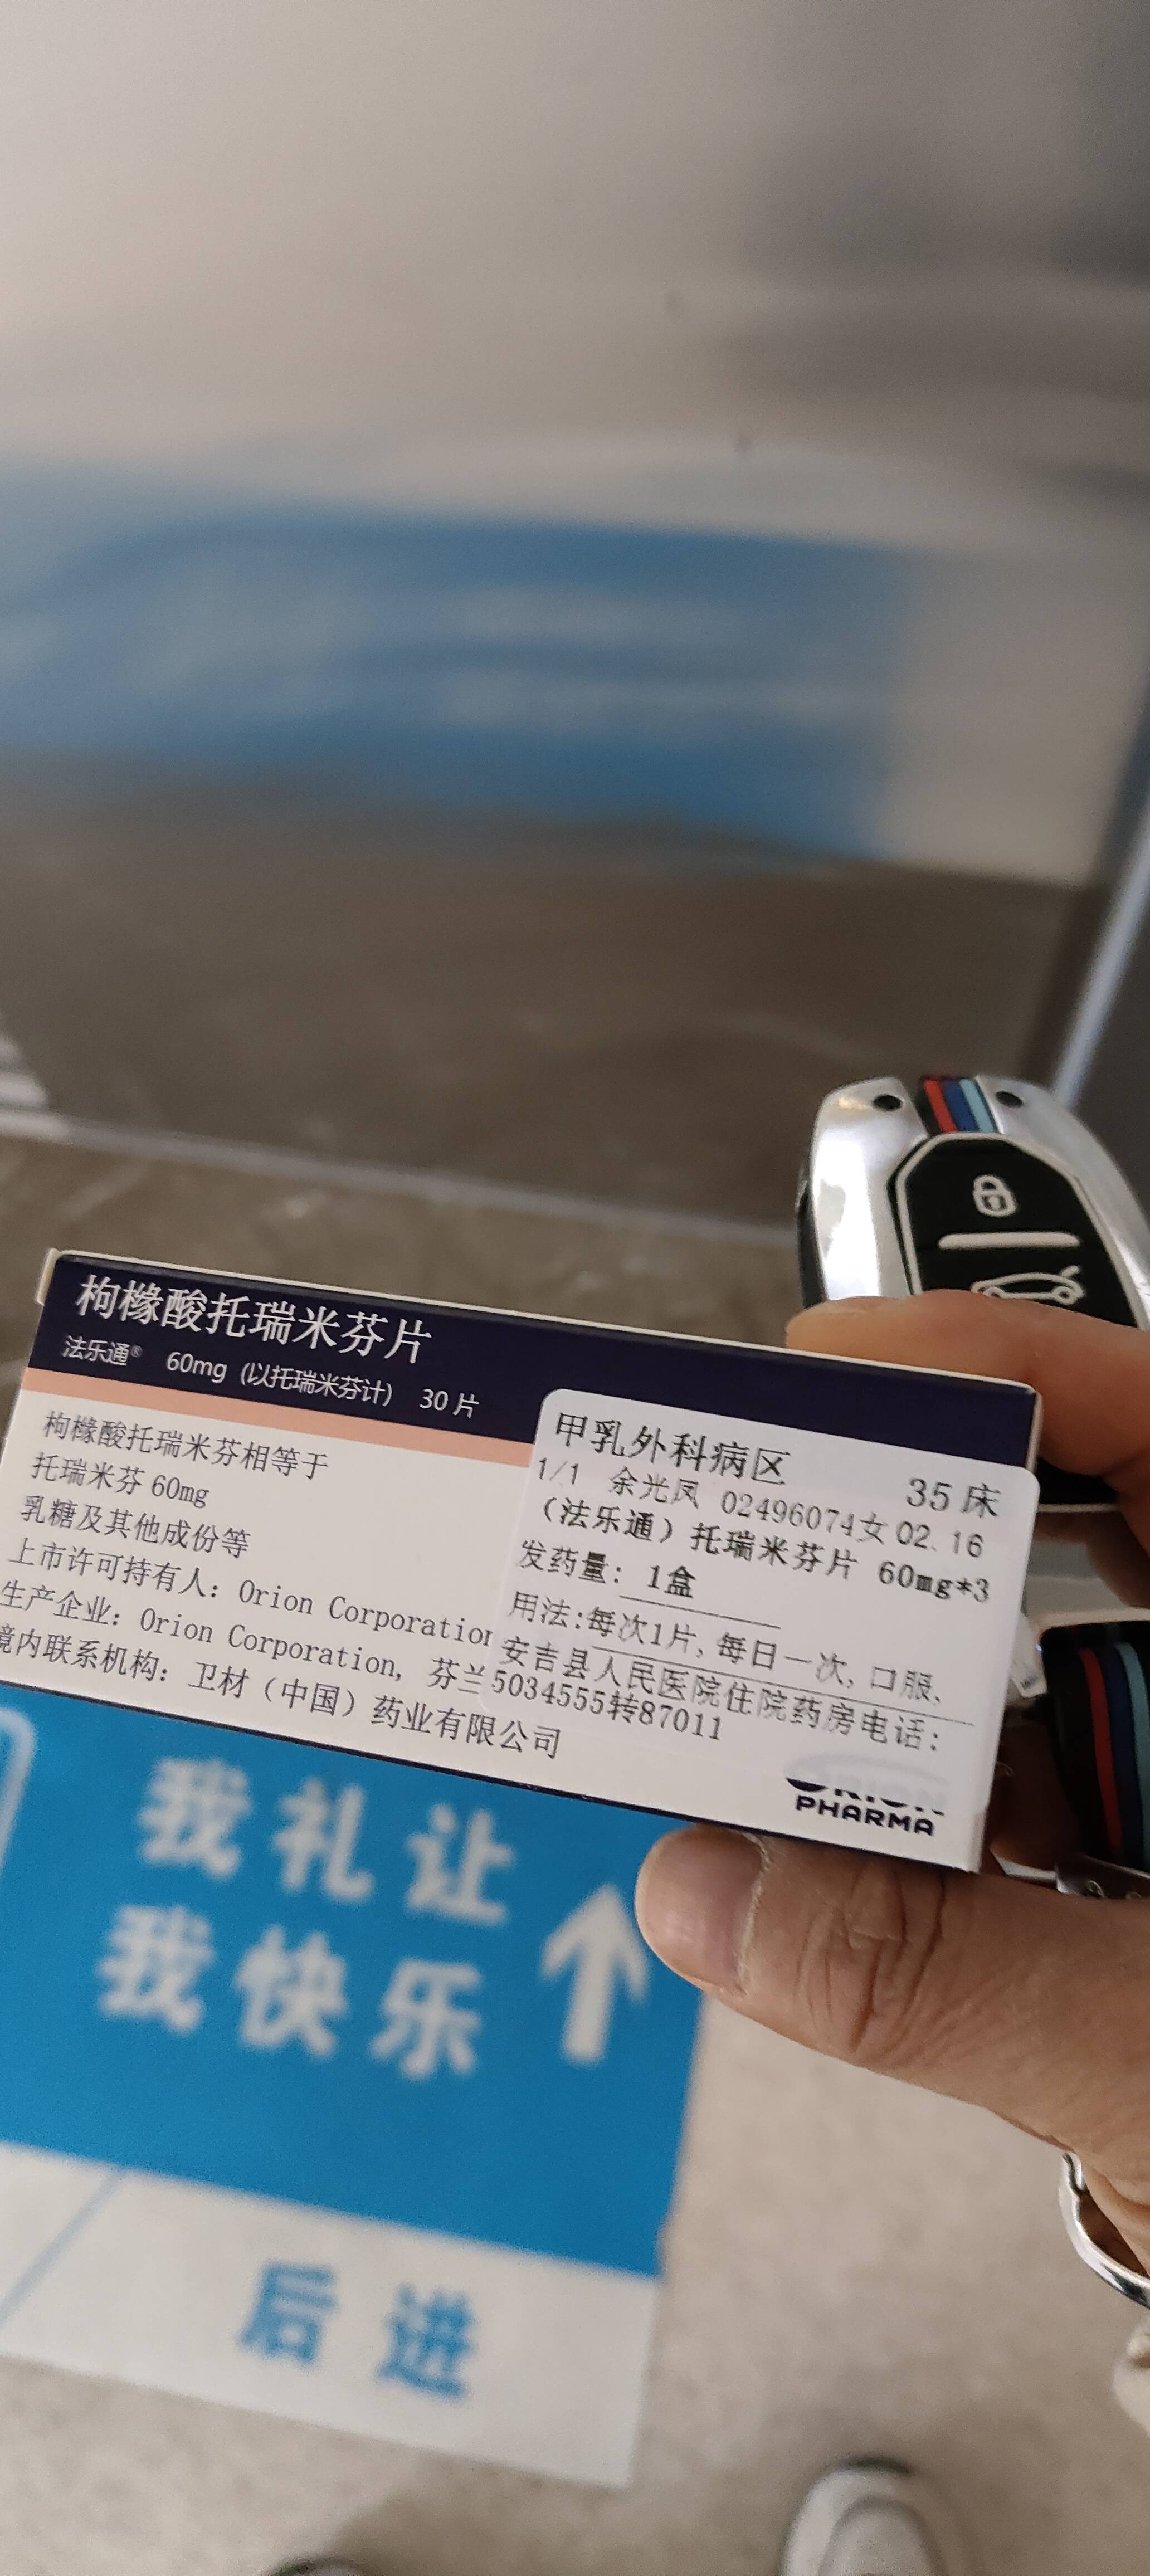 枸橼酸托瑞米芬片
法乐通® 60mg (以托瑞米芬计) 30 片
枸橼酸托瑞米芬相等于
托瑞米芬 60mg
乳糖及其他成份等
上市许可持有人：Orion Corporation
生产企业：Orion Corporation, 芬兰
境内联系机构：卫材（中国）药业有限公司
甲乳外科病区 35 床
1/1 余光凤 02496074女 02.16
（法乐通）托瑞米芬片 60mg*3
发药量：1盒
用法:每次1片,每日一次,口服,
安吉县人民医院住院药房电话：
5034555转87011
ORION
PHARMA
我礼让
我快乐
后进